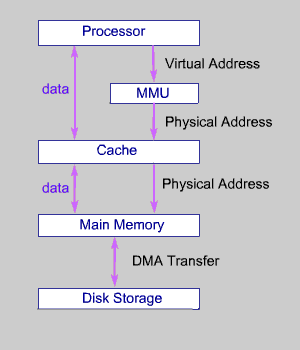 Processor
Virtual Address
data
MMU
Physical Address
Cache
data
Physical Address
Main Memory
DMA Transfer
Disk Storage